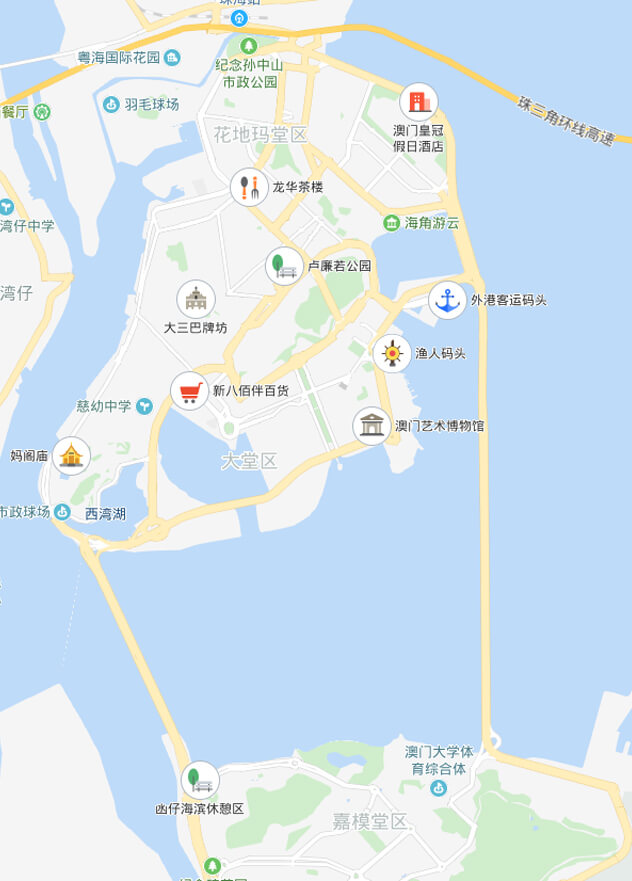 珠海站
粤海国际花园
纪念孙中山
市政公园
羽毛球场
餐厅
珠三角环线高速
澳门皇冠
假日酒店
花地玛堂区
龙华茶楼
湾仔中学
海角游云
卢廉若公园
湾仔
外港客运码头
大三巴牌坊
渔人码头
新八佰伴百货
慈幼中学
澳门艺术博物馆
妈阁庙
大堂区
市政球场
西湾湖
澳门大学体
育综合体
氹仔海滨休憩区
嘉模堂区